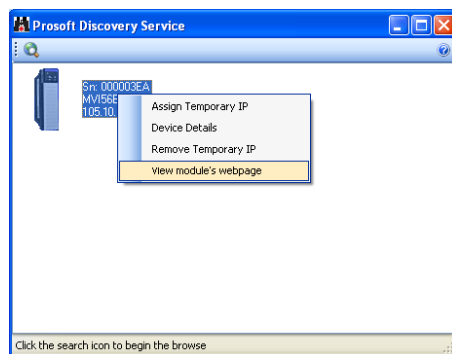 Prosoft Discovery Service
Sn: 000003EA
MVI56E
105.10.
Assign Temporary IP
Device Details
Remove Temporary IP
View module's webpage
Click the search icon to begin the browse